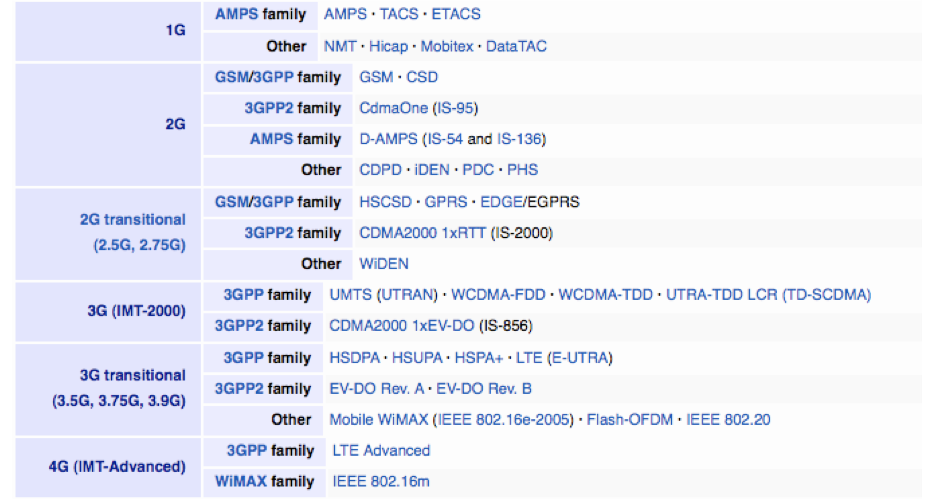 1G
AMPS family AMPS · TACS · ETACS
Other NMT · Hicap · Mobitex · DataTAC
2G
GSM/3GPP family GSM · CSD
3GPP2 family CdmaOne (IS-95)
AMPS family D-AMPS (IS-54 and IS-136)
Other CDPD · iDEN · PDC · PHS
2G transitional
(2.5G, 2.75G)
GSM/3GPP family HSCSD · GPRS · EDGE/EGPRS
3GPP2 family CDMA2000 1xRTT (IS-2000)
Other WiDEN
3G (IMT-2000)
3GPP family UMTS (UTRAN) · WCDMA-FDD · WCDMA-TDD · UTRA-TDD LCR (TD-SCDMA)
3GPP2 family CDMA2000 1xEV-DO (IS-856)
3G transitional
(3.5G, 3.75G, 3.9G)
3GPP family HSDPA · HSUPA · HSPA+ · LTE (E-UTRA)
3GPP2 family EV-DO Rev. A · EV-DO Rev. B
Other Mobile WiMAX (IEEE 802.16e-2005) · Flash-OFDM · IEEE 802.20
4G (IMT-Advanced)
3GPP family LTE Advanced
WiMAX family IEEE 802.16m